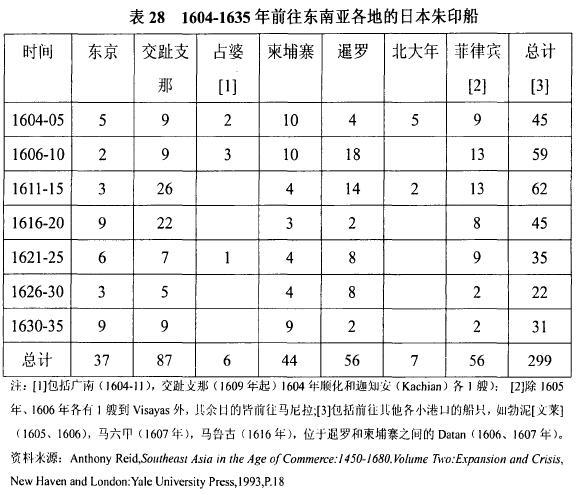 表 28 1604-1635 年前往东南亚各地的日本朱印船
时间 东京 交趾支那 占婆[1] 柬埔寨 暹罗 北大年 菲律宾[2] 总计[3]
1604-05 5 9 2 10 4 5 9 45
1606-10 2 9 3 10 18 13 59
1611-15 3 26 4 14 2 13 62
1616-20 9 22 3 2 8 45
1621-25 6 7 1 4 8 9 35
1626-30 3 5 4 8 2 22
1630-35 9 9 9 2 2 31
总计 37 87 6 44 56 7 56 299
注：[1]包括广南（1604-11），交趾支那（1609 年起）1604 年顺化和迦知安（Kachian）各 1 艘； [2]除 1605
年、1606 年各有 1 艘到 Visayas 外，其余目的皆前往马尼拉;[3]包括前往其他各小港口的船只，如勃泥[文莱]
（1605、1606），马六甲（1607 年），马鲁古（1616 年），位于暹罗和柬埔寨之间的 Datan（1606、1607 年）。
资料来源：Anthony Reid,Southeast Asia in the Age of Commerce:1450-1680.Volume Two:Expansion and Crisis,
New Haven and London:Yale University Press,1993,P.18